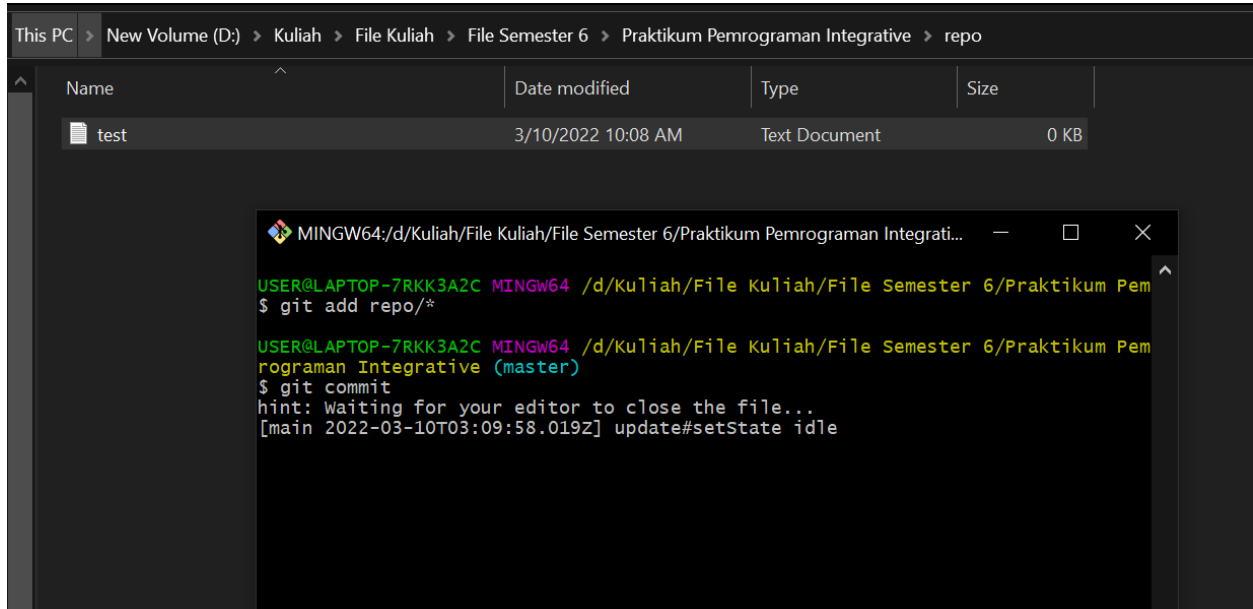 This PC > New Volume (D:) > Kuliah > File Kuliah > File Semester 6 > Praktikum Pemrograman Integrative > repo
Name Date modified Type Size
test 3/10/2022 10:08 AM Text Document 0 KB
MINGW64:/d/Kuliah/File Kuliah/File Semester 6/Praktikum Pemrograman Integrati...
USER@LAPTOP-7RKK3A2C MINGW64 /d/Kuliah/File Kuliah/File Semester 6/Praktikum Pem
$ git add repo/*
USER@LAPTOP-7RKK3A2C MINGW64 /d/Kuliah/File Kuliah/File Semester 6/Praktikum Pem
rograman Integrative (master)
$ git commit
hint: Waiting for your editor to close the file...
[main 2022-03-10T03:09:58.019Z] update#setState idle